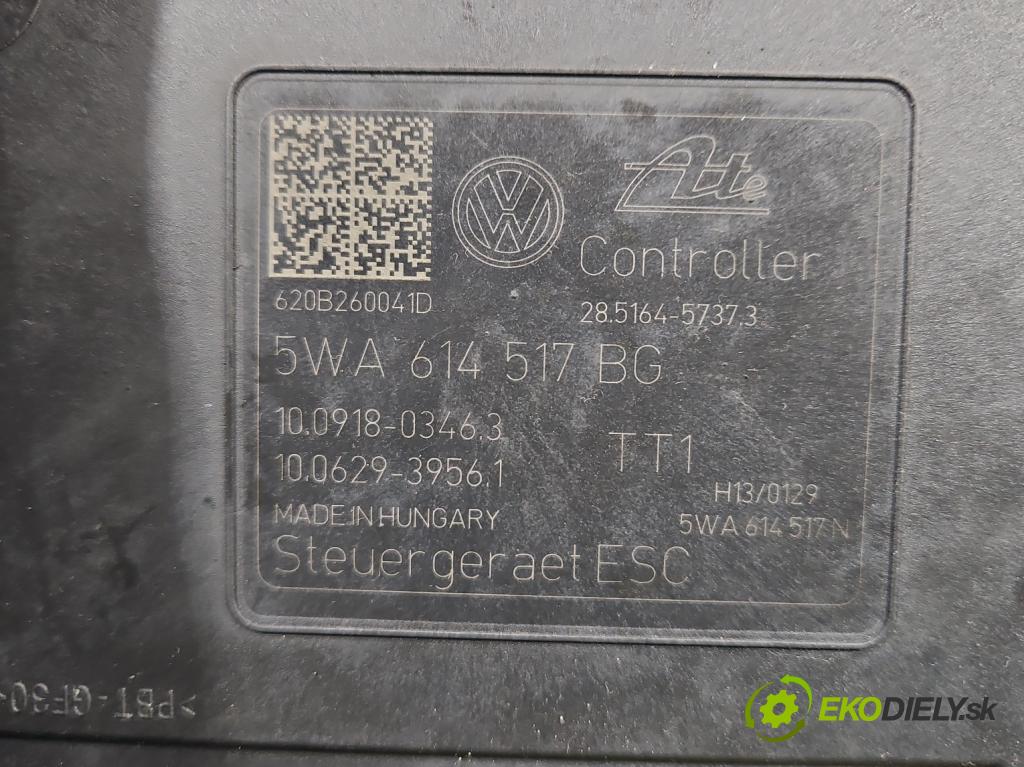 Ate
Controller
620B260041D
28.5164-5737.3
5WA 614 517 BG
10.0918-0346.3
10.0629-3956.1
TT1
H13/0129
MADE IN HUNGARY
5WA 614 517 N
Steuergeraet ESC
>PBT-GF30
EKODIELY.sk